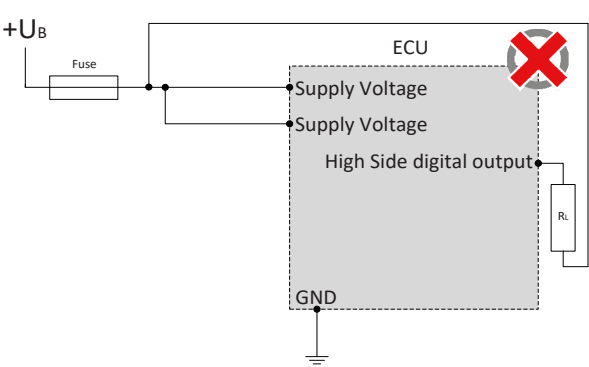 +UB
Fuse
ECU
Supply Voltage
Supply Voltage
High Side digital output
RL
GND